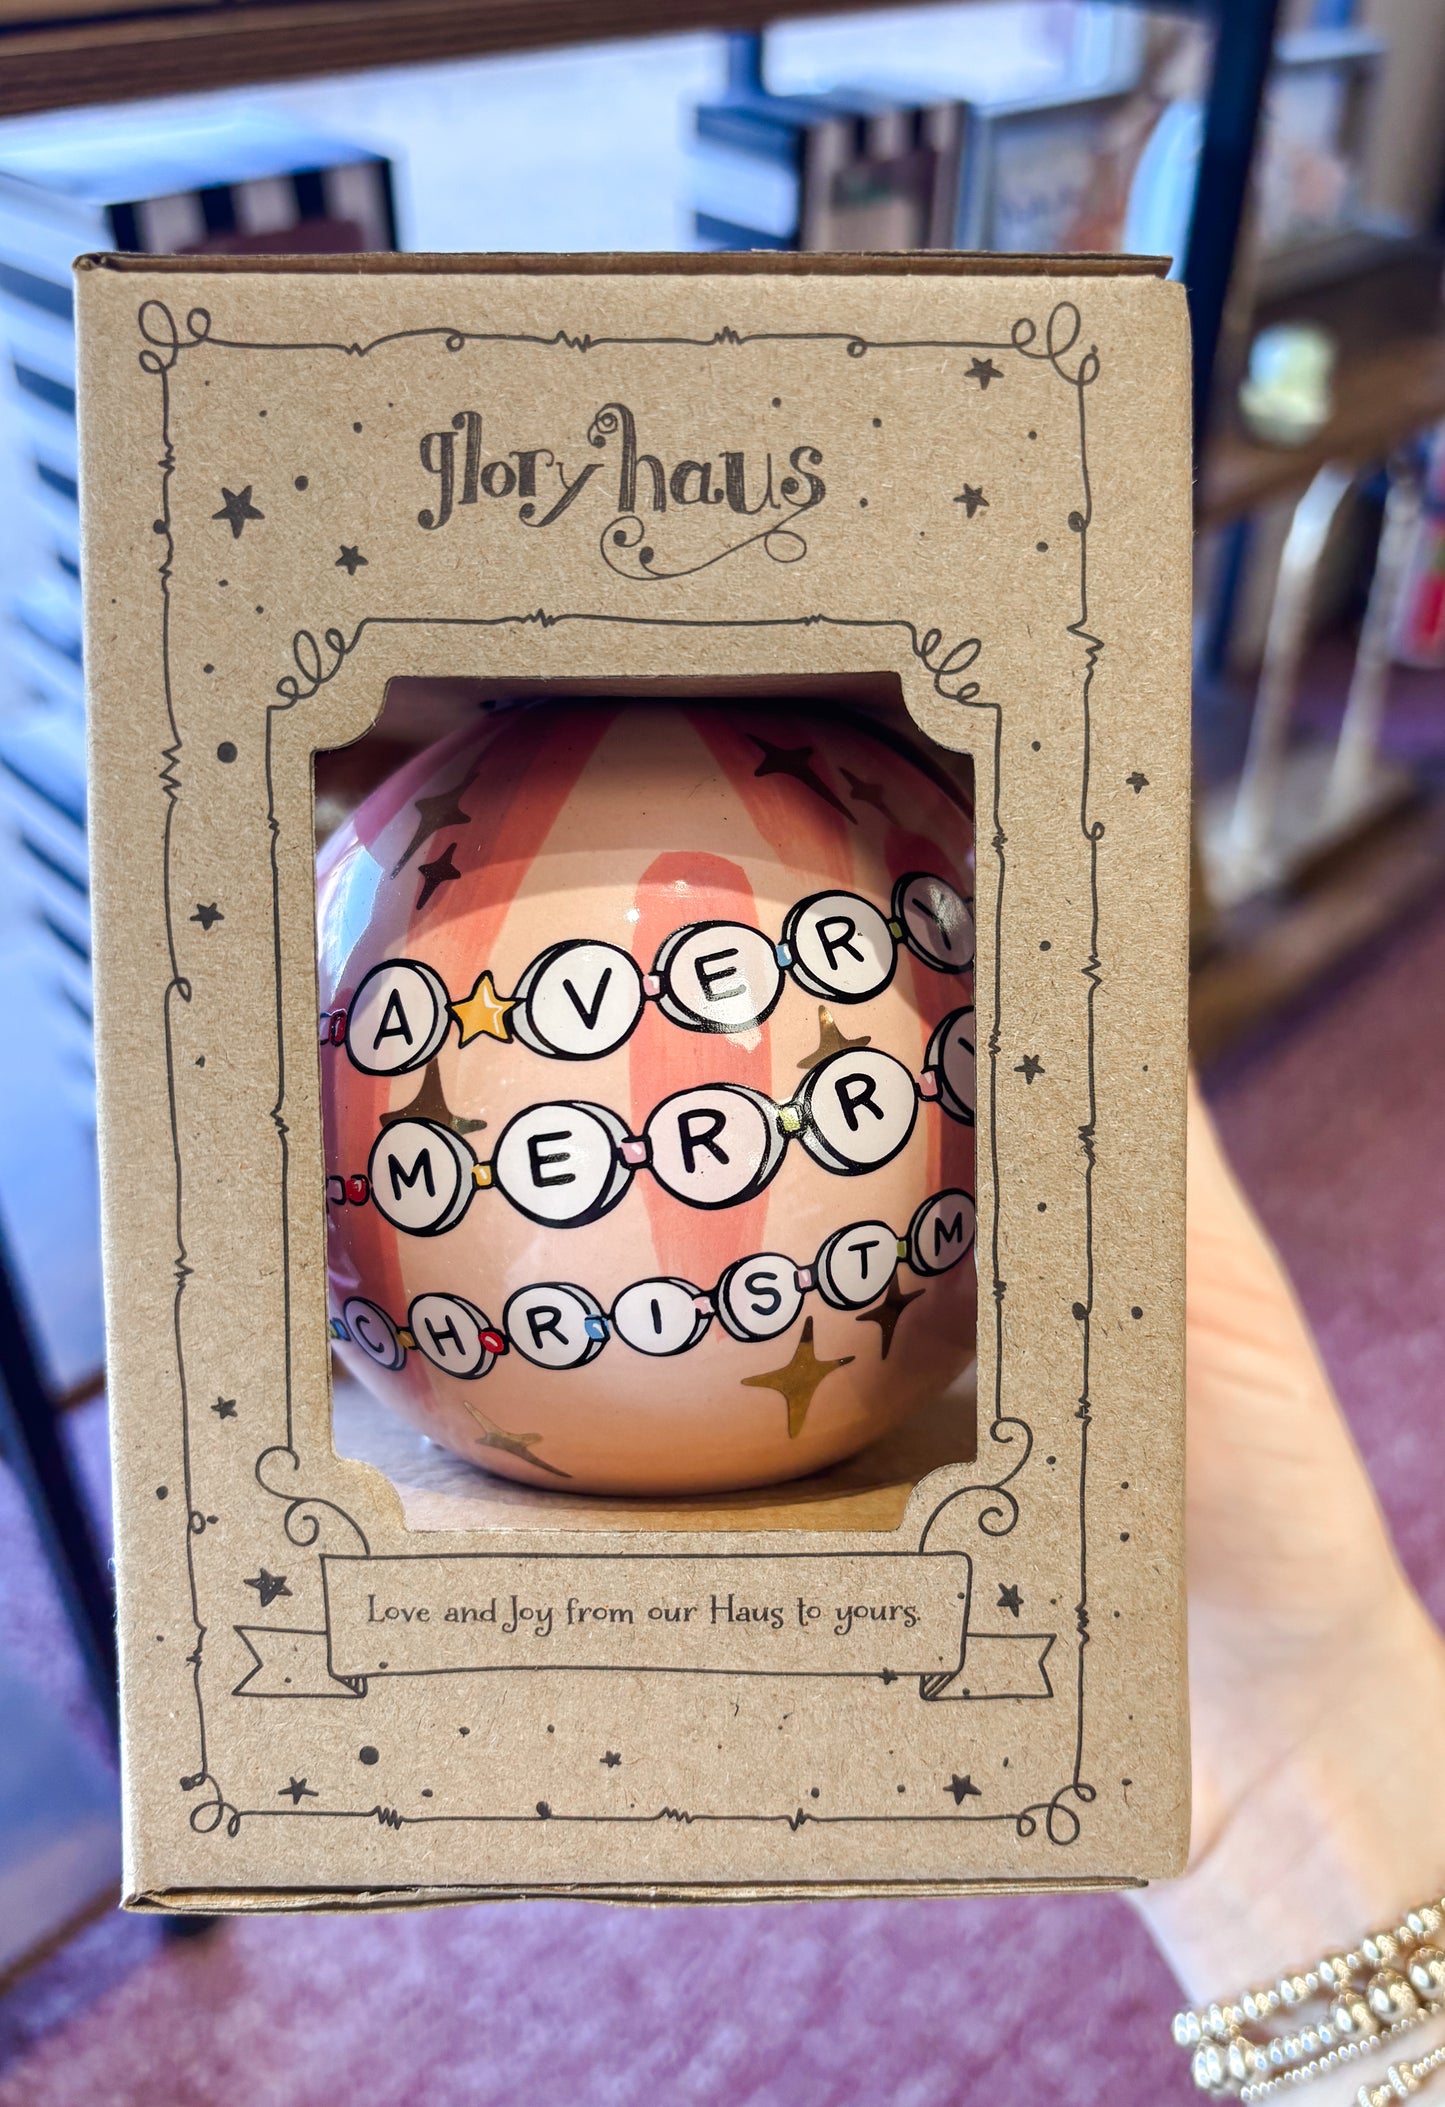 glory haus
A VERY
MERRY
CHRISTM
Love and Joy from our Haus to yours.